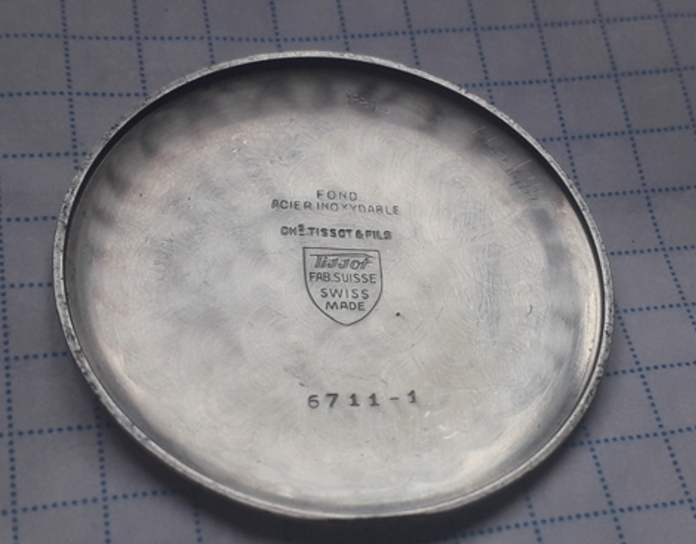 FOND
ACIER INOXYDABLE
CHS. TISSOT & FILS
Tissot
FAB. SUISSE
SWISS
MADE
6711-1